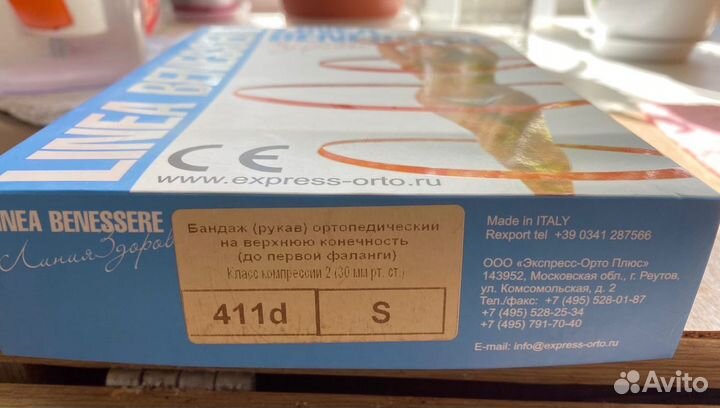 LINEA BENESSERE
CE
www.express-orto.ru
INEA BENESSERE
Линия Здоров
Бандаж (рукав) ортопедический
на верхнюю конечность
(до первой фаланги)
Класс компрессии 2 (30 мм рт. ст.)
411d S
Made in ITALY
Rexport tel +39 0341 287566
ООО «Экспресс-Орто Плюс»
143952, Московская обл., г. Реутов,
ул. Комсомольская, д. 2
Тел./факс: +7 (495) 528-01-87
+7 (495) 528-25-34
+7 (495) 791-70-40
E-mail: info@express-orto.ru
Avito